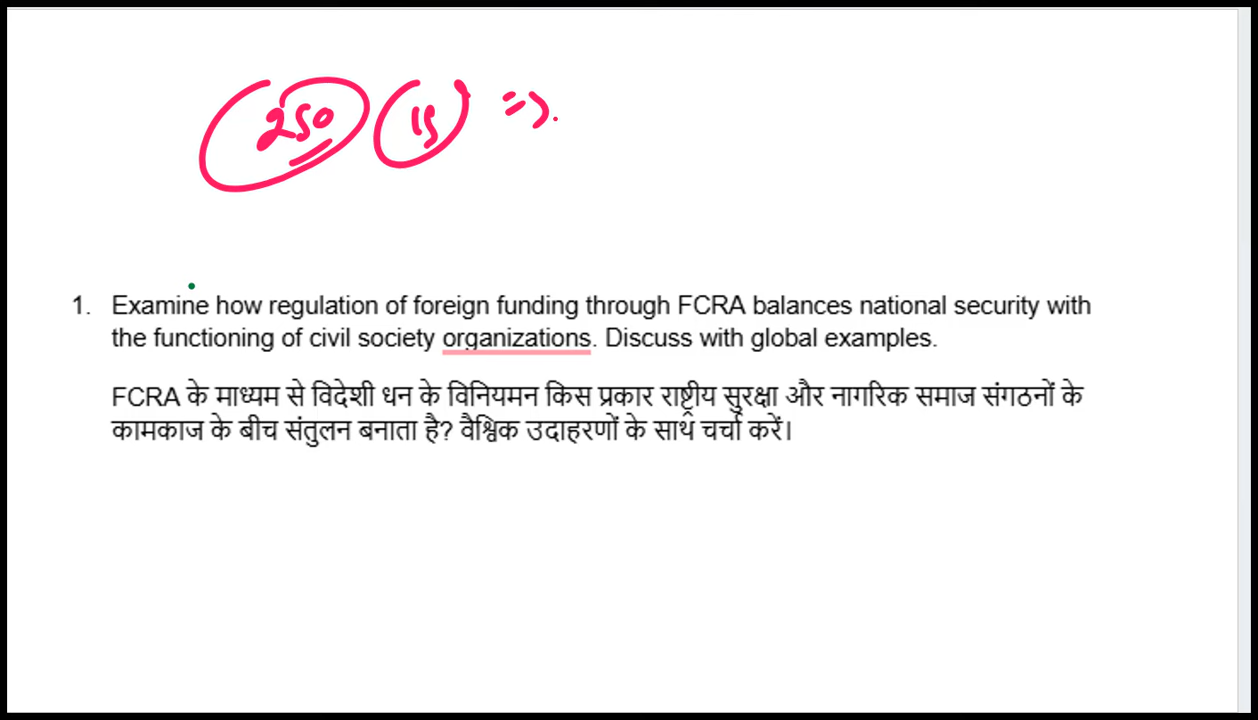 (250) (15) =>.
1. Examine how regulation of foreign funding through FCRA balances national security with
the functioning of civil society organizations. Discuss with global examples.
FCRA के माध्यम से विदेशी धन के विनियमन किस प्रकार राष्ट्रीय सुरक्षा और नागरिक समाज संगठनों के
कामकाज के बीच संतुलन बनाता है? वैश्विक उदाहरणों के साथ चर्चा करें।